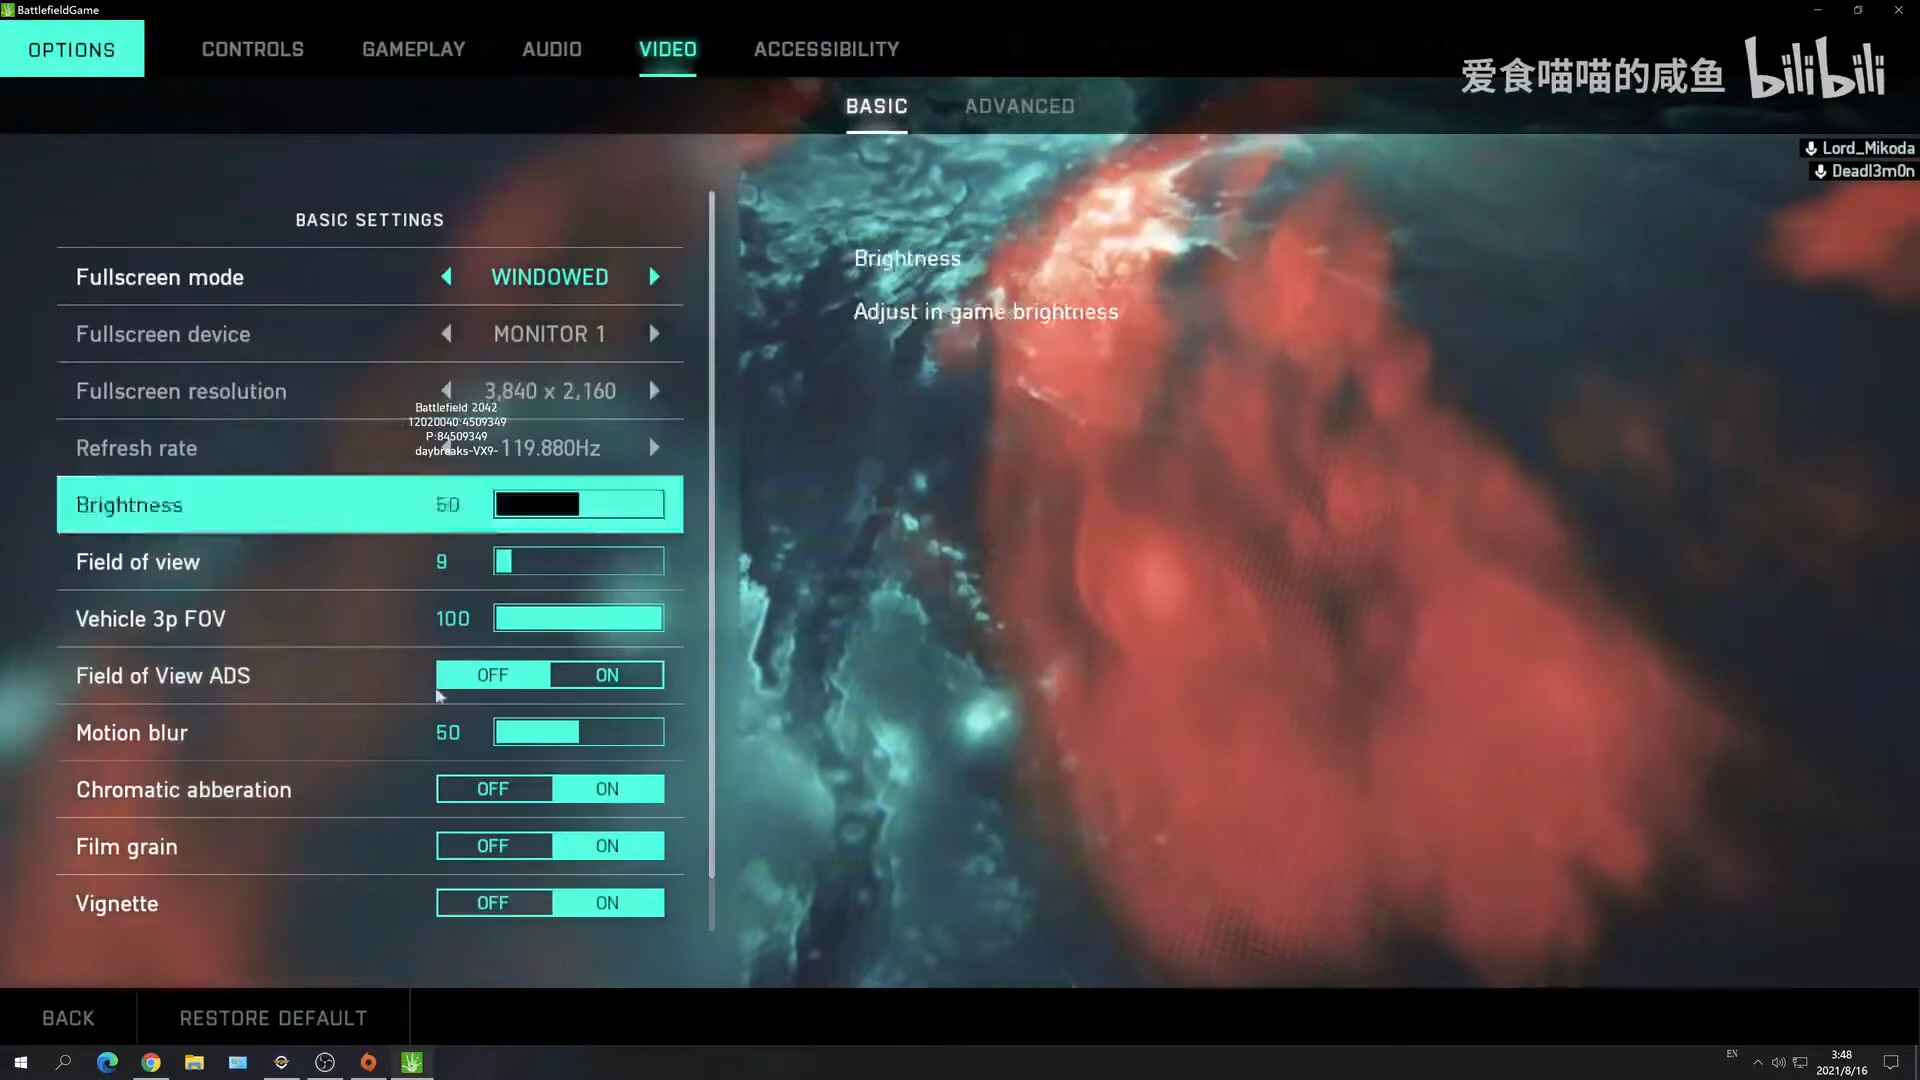 BattlefieldGame
OPTIONS
CONTROLS
GAMEPLAY
AUDIO
VIDEO
ACCESSIBILITY
爱食喵喵的咸鱼 bilibili
BASIC
ADVANCED
Lord_Mikoda
Deadl3m0n
BASIC SETTINGS
Fullscreen mode WINDOWED
Fullscreen device MONITOR 1
Fullscreen resolution 3,840 x 2,160
Battlefield 2042
12020040:4509349
P:84509349
daybreaks-VX9-
Refresh rate 119.880Hz
Brightness 50
Field of view 9
Vehicle 3p FOV 100
Field of View ADS OFF ON
Motion blur 50
Chromatic abberation OFF ON
Film grain OFF ON
Vignette OFF ON
Brightness
Adjust in game brightness
BACK
RESTORE DEFAULT
EN
3:48
2021/8/16